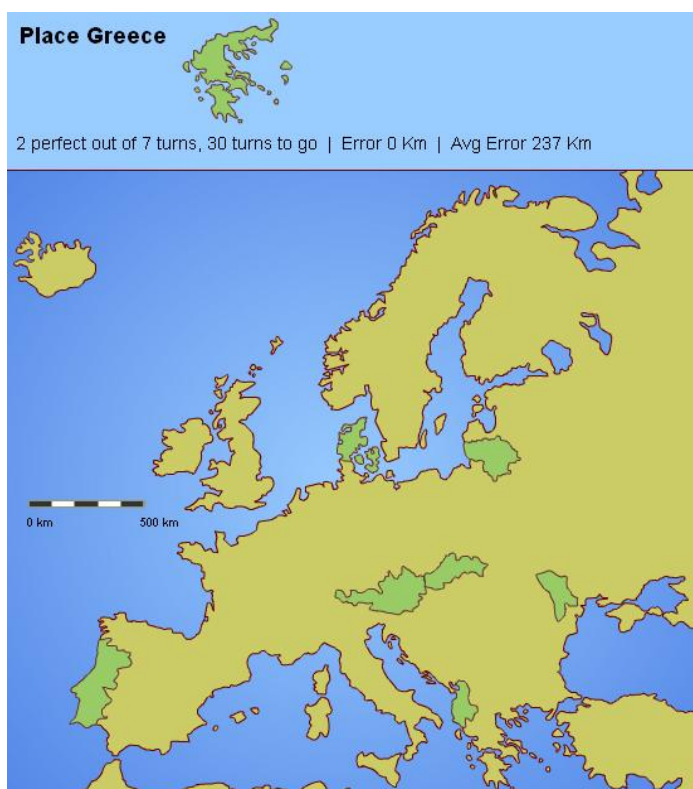 Place Greece
2 perfect out of 7 turns, 30 turns to go | Error 0 Km | Avg Error 237 Km
0 km 500 km